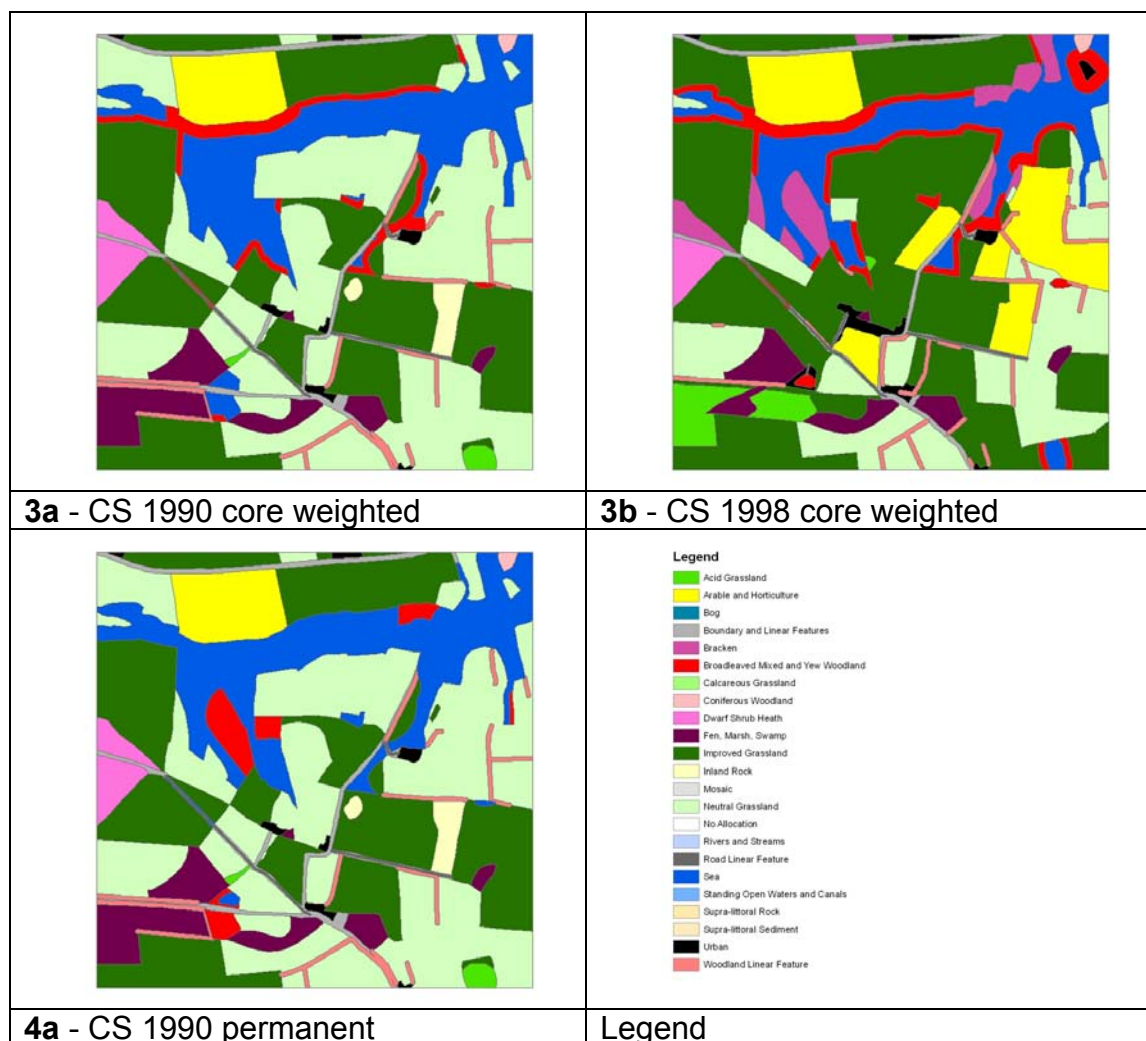 3a - CS 1990 core weighted
3b - CS 1998 core weighted
Legend
Acid Grassland
Arable and Horticulture
Bog
Boundary and Linear Features
Bracken
Broadleaved Mixed and Yew Woodland
Calcareous Grassland
Coniferous Woodland
Dwarf Shrub Heath
Fen, Marsh, Swamp
Improved Grassland
Inland Rock
Mosaic
Neutral Grassland
No Allocation
Rivers and Streams
Road Linear Feature
Sea
Standing Open Waters and Canals
Supra-littoral Rock
Supra-littoral Sediment
Urban
Woodland Linear Feature
4a - CS 1990 permanent
Legend